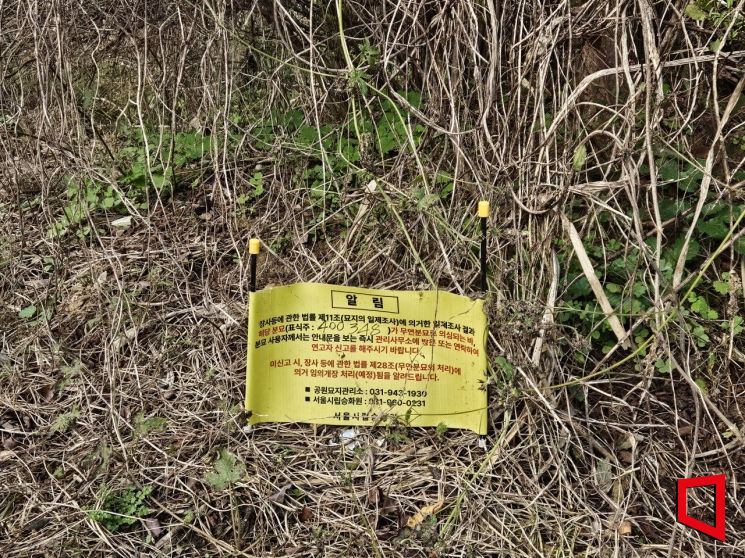 알 림
장사등에 관한 법률 제11조(묘지의 일제조사)에 의거한 일제조사 결과
해당 분묘(표식주 : 400348 )가 무연분묘로 의심되는 바,
분묘 사용자께서는 안내문을 보는 즉시 관리사무소에 방문 또는 연락하여
연고자 신고를 해주시기 바랍니다.
미신고 시, 장사 등에 관한 법률 제28조(무연분묘의 처리)에
의거 임의개장 처리(예정)됨을 알려드립니다.
■ 공원묘지관리소 : 031-943-1930
■ 서울시립승화원 : 031-960-0231
서울시립승